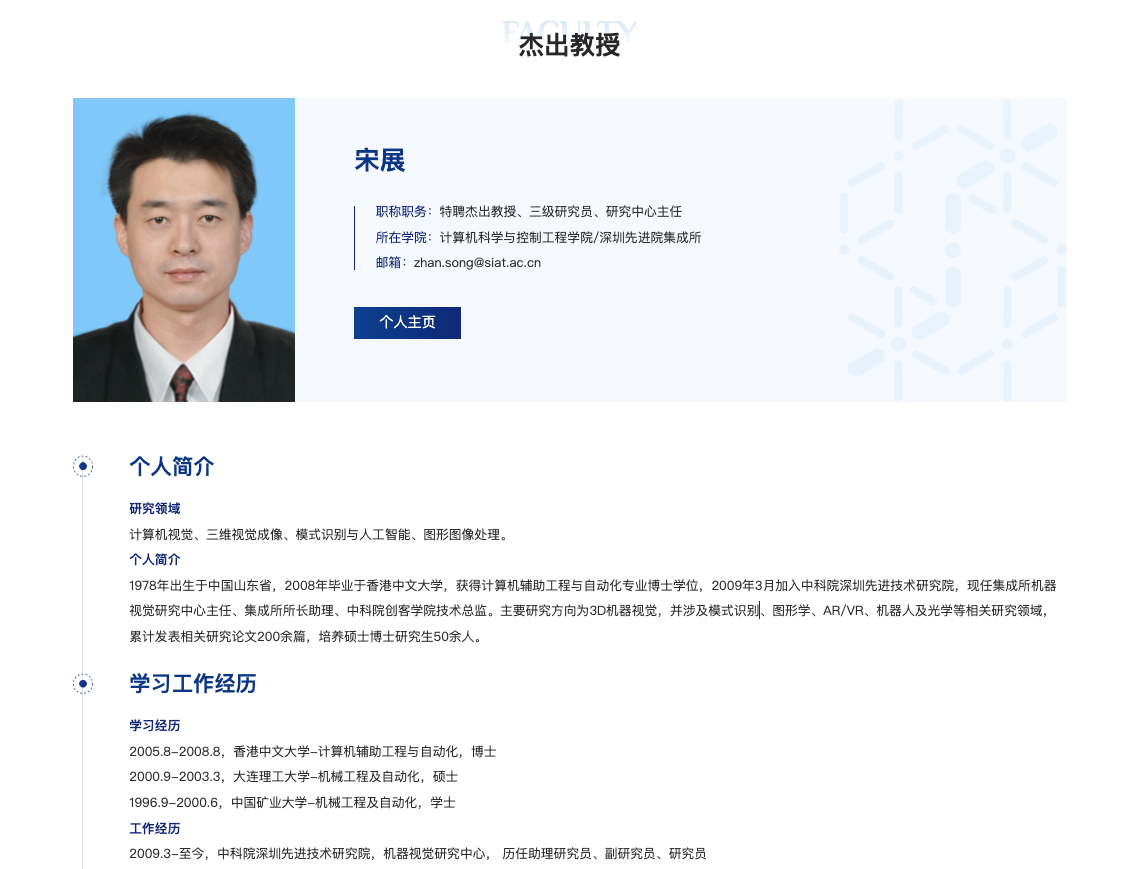 FACULTY
杰出教授
宋展
职称职务：特聘杰出教授、三级研究员、研究中心主任
所在学院：计算机科学与控制工程学院/深圳先进院集成所
邮箱：zhan.song@siat.ac.cn
个人主页
个人简介
研究领域
计算机视觉、三维视觉成像、模式识别与人工智能、图形图像处理。
个人简介
1978年出生于中国山东省，2008年毕业于香港中文大学，获得计算机辅助工程与自动化专业博士学位，2009年3月加入中科院深圳先进技术研究院，现任集成所机器
视觉研究中心主任、集成所所长助理、中科院创客学院技术总监。主要研究方向为3D机器视觉，并涉及模式识别、图形学、AR/VR、机器人及光学等相关研究领域，
累计发表相关研究论文200余篇，培养硕士博士研究生50余人。
学习工作经历
学习经历
2005.8–2008.8，香港中文大学–计算机辅助工程与自动化，博士
2000.9–2003.3，大连理工大学–机械工程及自动化，硕士
1996.9–2000.6，中国矿业大学–机械工程及自动化，学士
工作经历
2009.3–至今，中科院深圳先进技术研究院，机器视觉研究中心， 历任助理研究员、副研究员、研究员